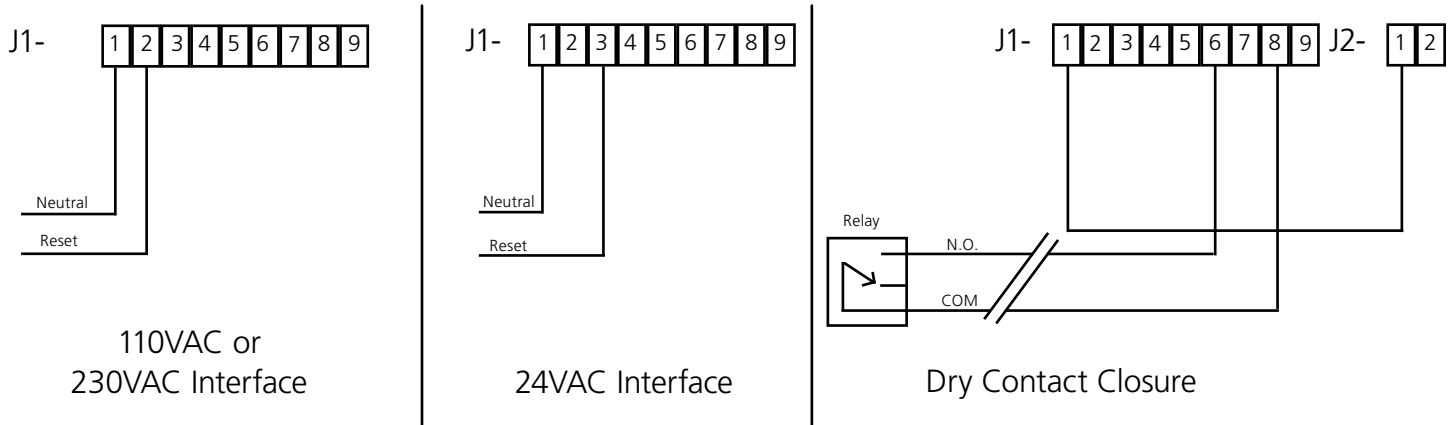 J1- 1 2 3 4 5 6 7 8 9
Neutral
Reset
110VAC or
230VAC Interface
J1- 1 2 3 4 5 6 7 8 9
Neutral
Reset
24VAC Interface
J1- 1 2 3 4 5 6 7 8 9 J2- 1 2
Relay
N.O.
COM
Dry Contact Closure